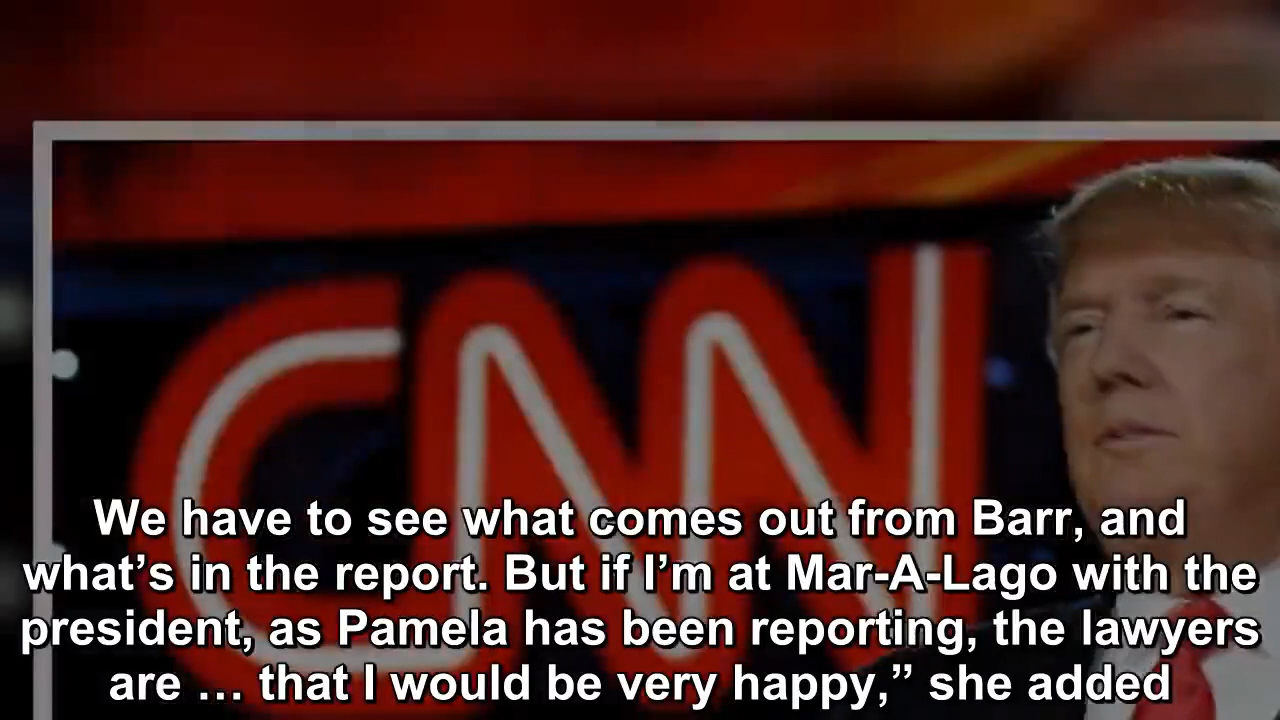 CNN
We have to see what comes out from Barr, and
what’s in the report. But if I’m at Mar-A-Lago with the
president, as Pamela has been reporting, the lawyers
are … that I would be very happy,” she added